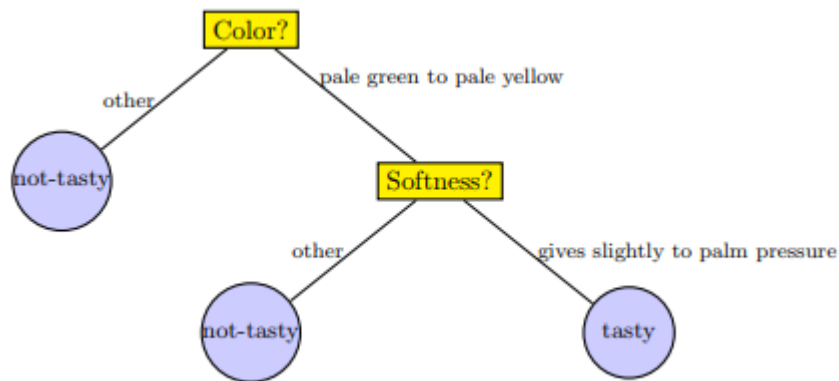 Color?
pale green to pale yellow
other
not-tasty
Softness?
other
gives slightly to palm pressure
not-tasty
tasty